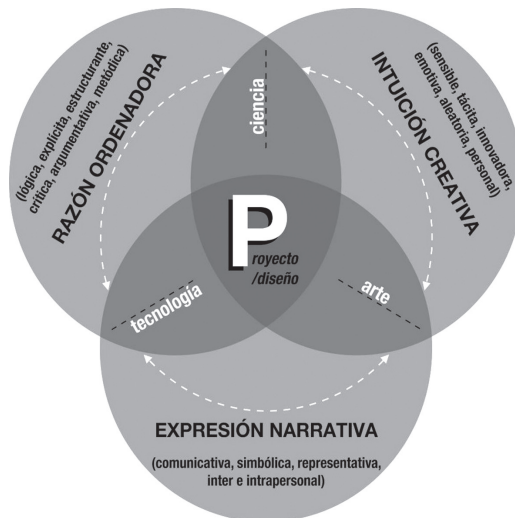 RAZÓN ORDENADORA
(lógica, explícita, estructurante,
crítica, argumentativa, metódica)
INTUICIÓN CREATIVA
(sensible, tácita, innovadora,
emotiva, aleatoria, personal)
ciencia
Proyecto
/diseño
tecnología
arte
EXPRESIÓN NARRATIVA
(comunicativa, simbólica, representativa,
inter e intrapersonal)